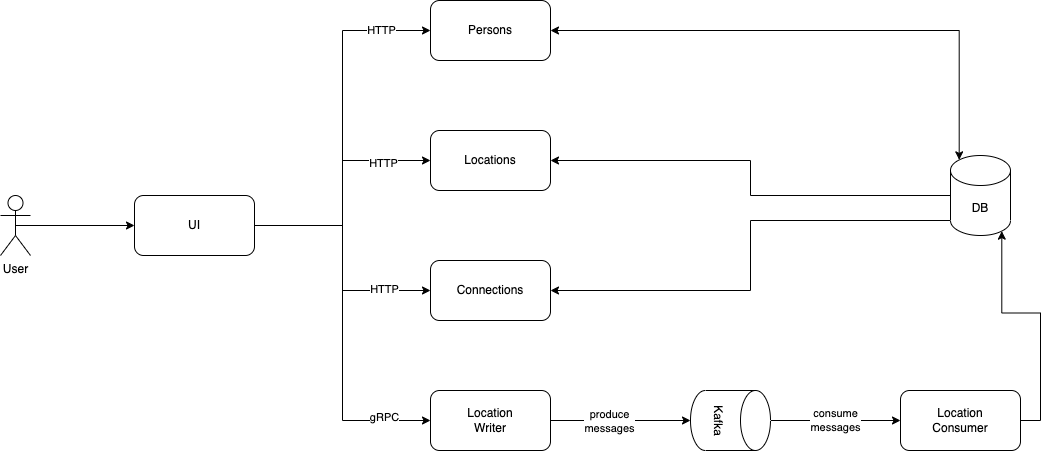 HTTP
Persons
HTTP
Locations
DB
UI
User
HTTP
Connections
gRPC
Location
Writer
produce
messages
Kafka
consume
messages
Location
Consumer